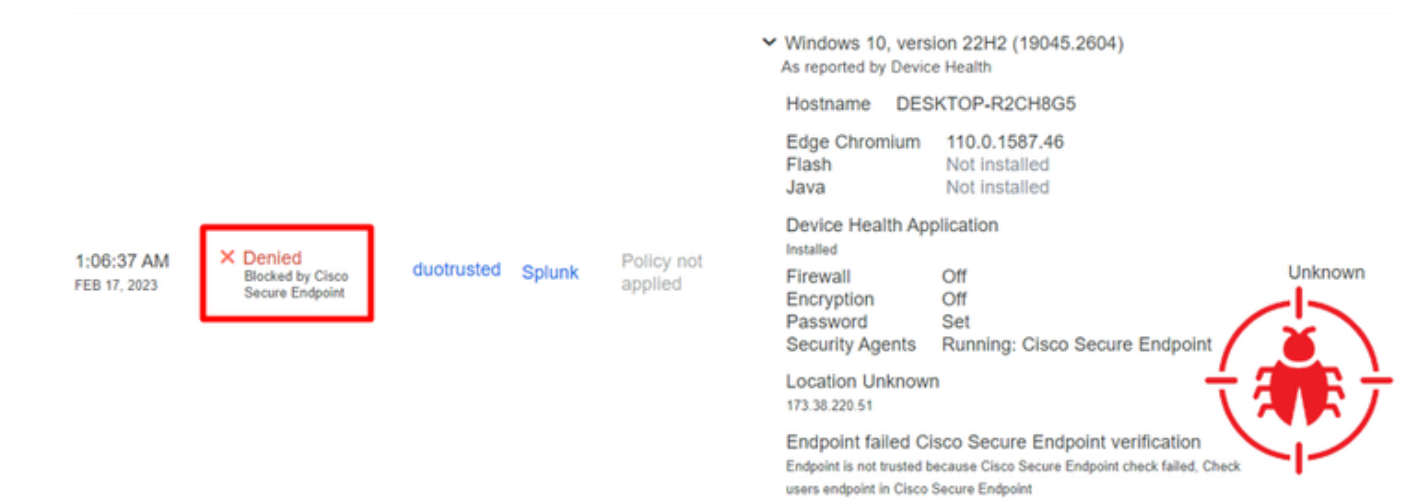 1:06:37 AM
FEB 17, 2023
Denied
Blocked by Cisco
Secure Endpoint
duotrusted
Splunk
Policy not
applied
Windows 10, version 22H2 (19045.2604)
As reported by Device Health
Hostname DESKTOP-R2CH8G5
Edge Chromium 110.0.1587.46
Flash Not installed
Java Not installed
Device Health Application
Installed
Firewall Off
Encryption Off
Password Set
Security Agents Running: Cisco Secure Endpoint
Location Unknown
173.38.220.51
Endpoint failed Cisco Secure Endpoint verification
Endpoint is not trusted because Cisco Secure Endpoint check failed, Check
users endpoint in Cisco Secure Endpoint
Unknown